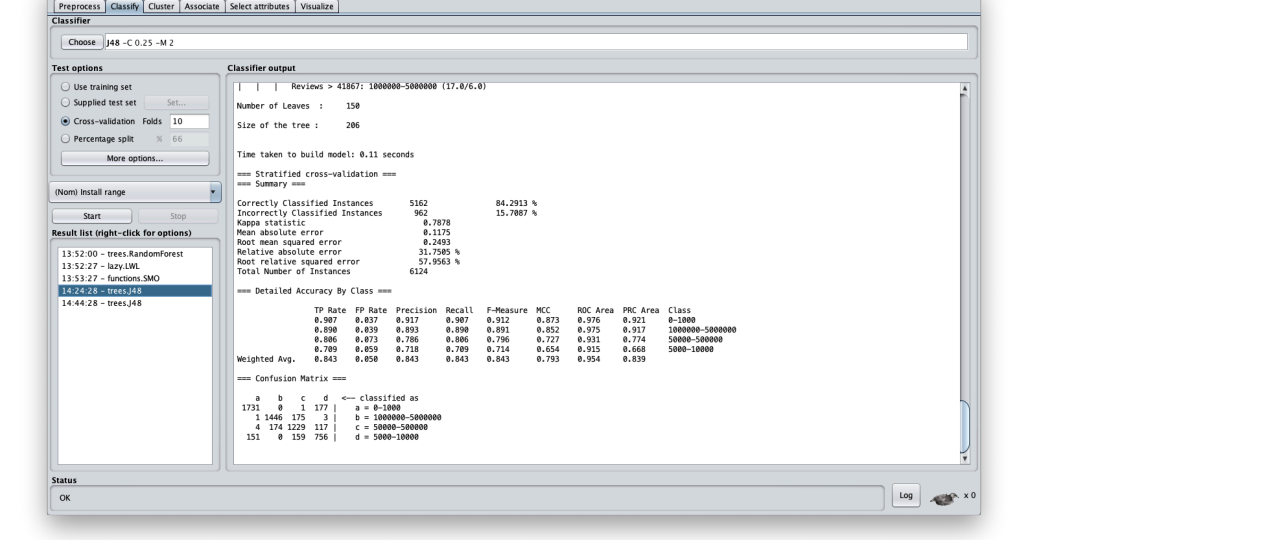 Preprocess Classify Cluster Associate Select attributes Visualize
Classifier
Choose J48 -C 0.25 -M 2
Test options
Use training set
Supplied test set Set...
Cross-validation Folds 10
Percentage split % 66
More options...
(Nom) Install range
Start Stop
Result list (right-click for options)
13:52:00 - trees.RandomForest
13:52:27 - lazy.LWL
13:53:27 - functions.SMO
14:24:28 - trees.J48
14:44:28 - trees.J48
Classifier output
| | | Reviews > 41867: 1000000-5000000 (17.0/6.0)
Number of Leaves : 150
Size of the tree : 206
Time taken to build model: 0.11 seconds
=== Stratified cross-validation ===
=== Summary ===
Correctly Classified Instances 5162 84.2913 %
Incorrectly Classified Instances 962 15.7087 %
Kappa statistic 0.7878
Mean absolute error 0.1175
Root mean squared error 0.2493
Relative absolute error 31.7505 %
Root relative squared error 57.9563 %
Total Number of Instances 6124
=== Detailed Accuracy By Class ===
TP Rate FP Rate Precision Recall F-Measure MCC ROC Area PRC Area Class
0.907 0.037 0.917 0.907 0.912 0.873 0.976 0.921 0-1000
0.890 0.039 0.893 0.890 0.891 0.852 0.975 0.917 1000000-5000000
0.806 0.073 0.786 0.806 0.796 0.727 0.931 0.774 50000-500000
0.709 0.059 0.718 0.709 0.714 0.654 0.915 0.668 5000-10000
Weighted Avg. 0.843 0.050 0.843 0.843 0.843 0.793 0.954 0.839
=== Confusion Matrix ===
a b c d <-- classified as
1731 0 1 177 | a = 0-1000
1 1446 175 3 | b = 1000000-5000000
4 174 1229 117 | c = 50000-500000
151 0 159 756 | d = 5000-10000
Status
OK
Log
x 0